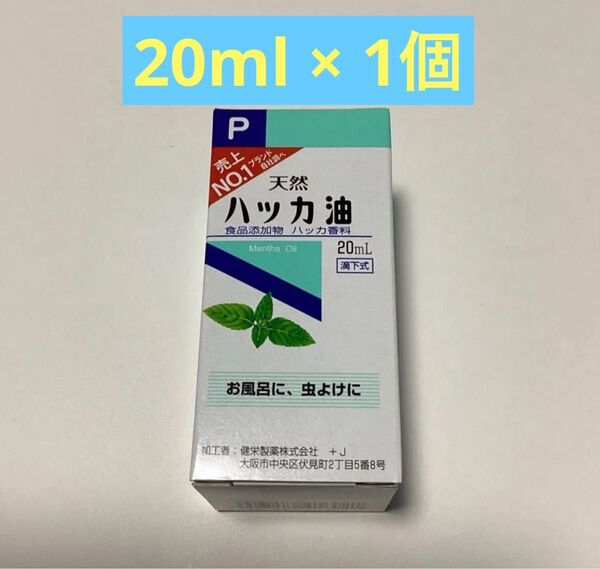 20ml × 1個
P
売上
NO.1 ブランド
自社調べ
天然
ハッカ油
食品添加物 ハッカ香料
Mentha Oil
20mL
滴下式
お風呂に、虫よけに
加工者：健栄製薬株式会社 +J
大阪市中央区伏見町2丁目5番8号